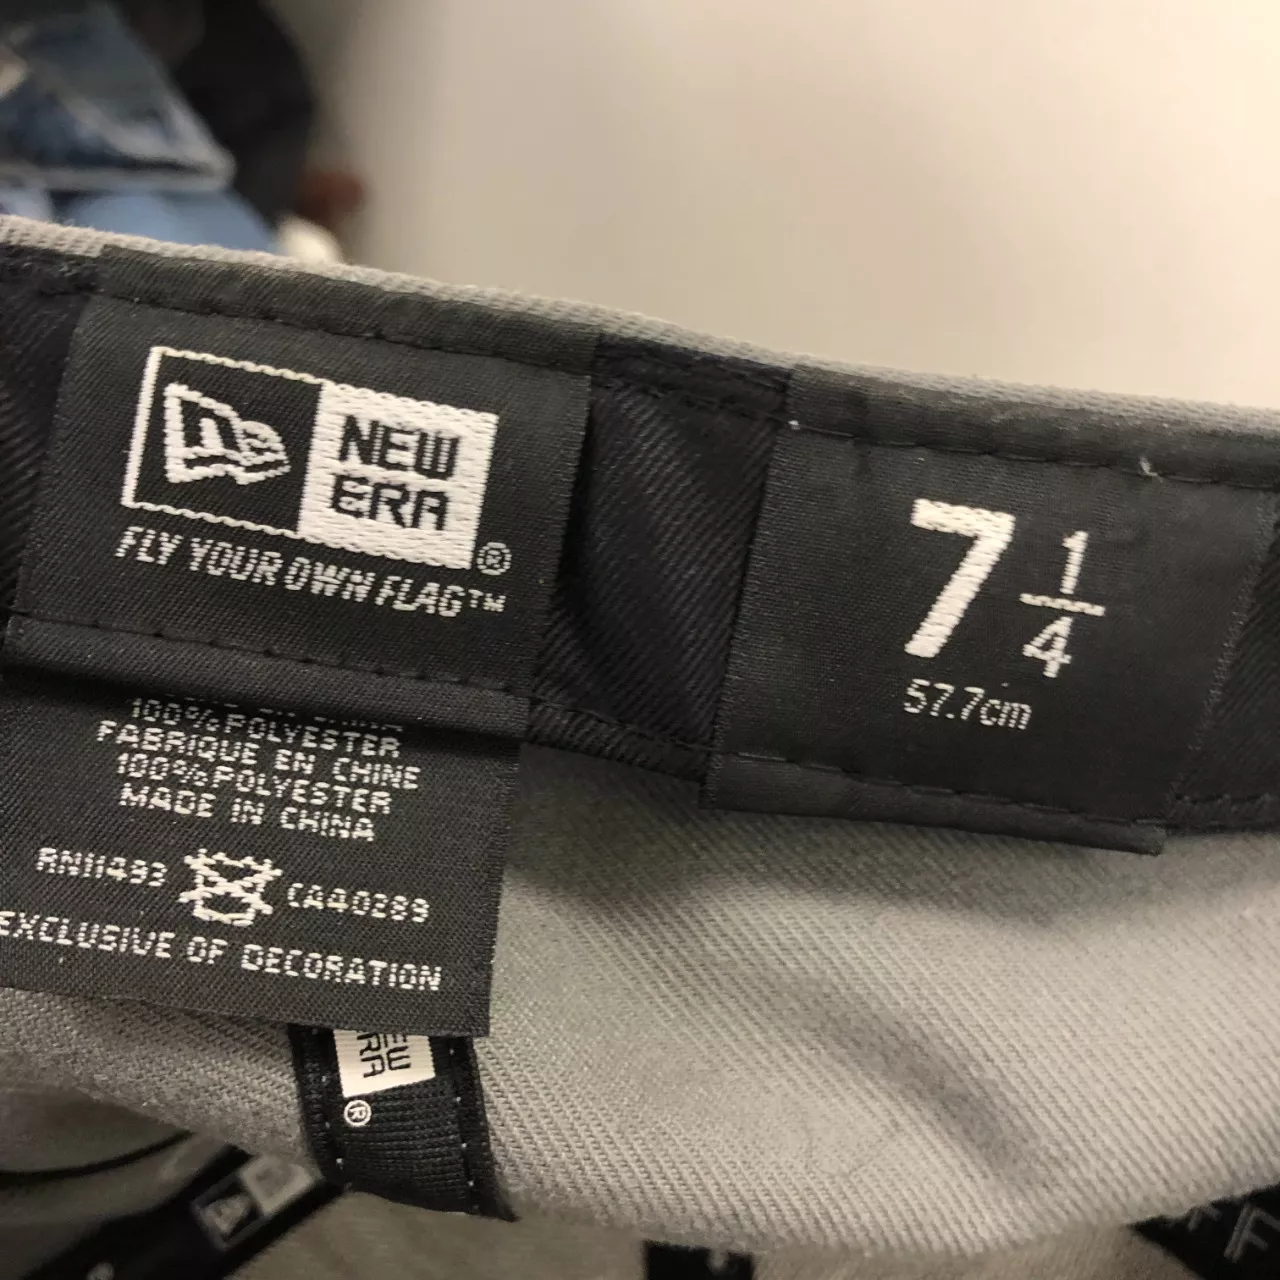 NEW
ERA
®
FLY YOUR OWN FLAG™
7 1/4
57.7cm
100% POLYESTER
FABRIQUE EN CHINE
100% POLYESTER
MADE IN CHINA
RN11493 CA40289
EXCLUSIVE OF DECORATION
NEW
ERA
®